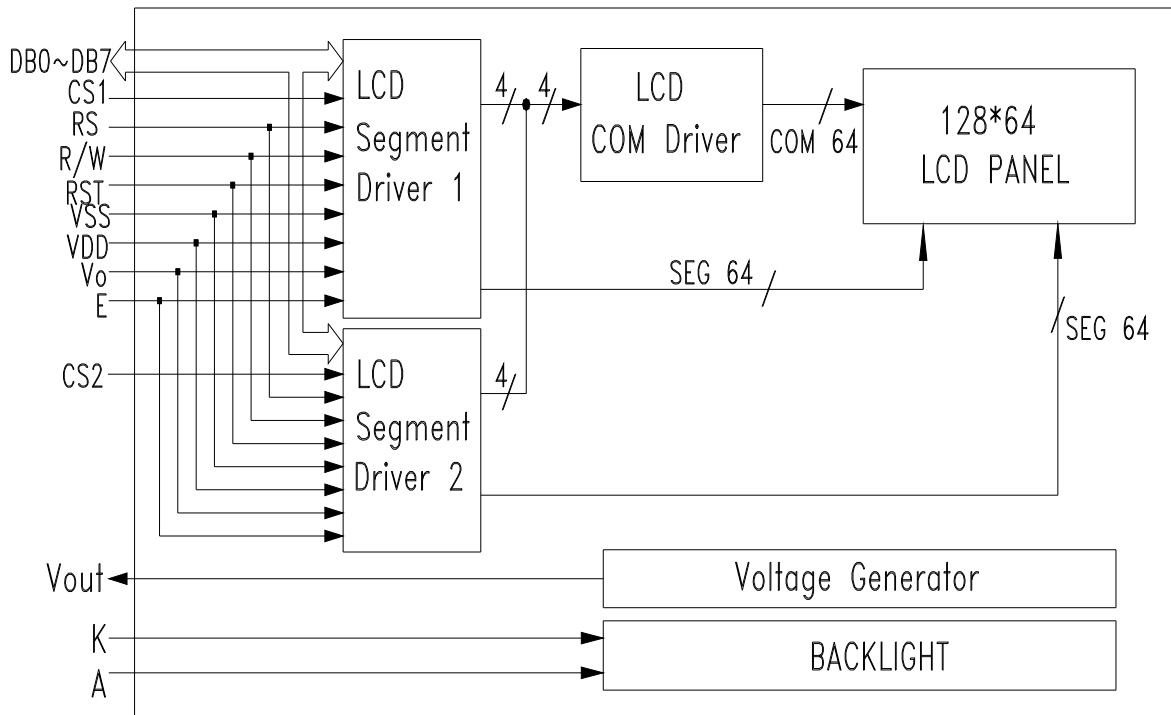 DB0~DB7
CS1
RS
R/W
RST
VSS
VDD
Vo
E
CS2
LCD
Segment
Driver 1
4
4
LCD
COM Driver
COM 64
128*64
LCD PANEL
SEG 64
SEG 64
LCD
Segment
Driver 2
4
Vout
Voltage Generator
K
A
BACKLIGHT